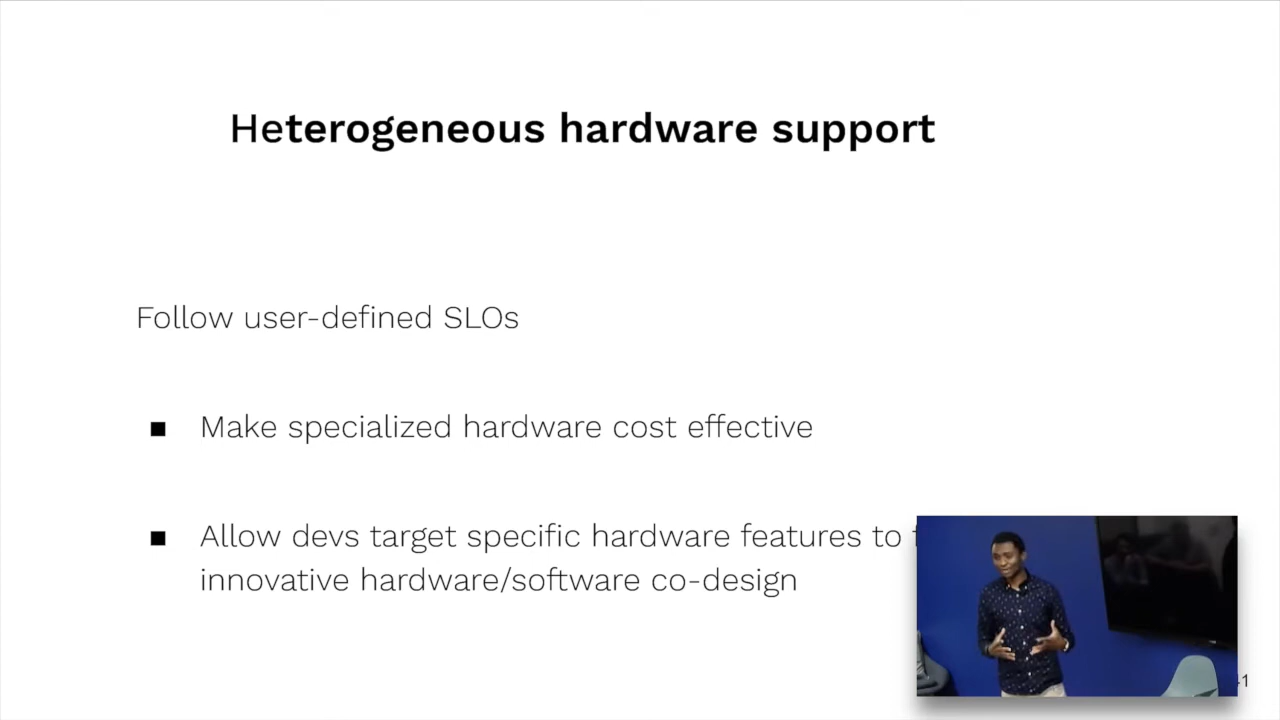 Heterogeneous hardware support
Follow user-defined SLOs
■ Make specialized hardware cost effective
■ Allow devs target specific hardware features to
innovative hardware/software co-design